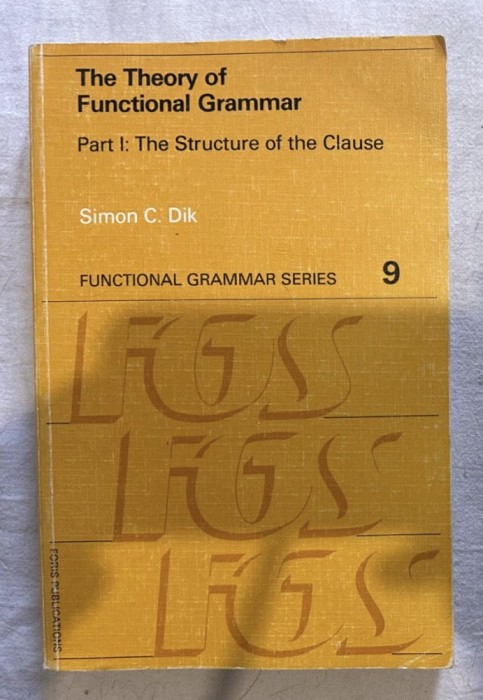 The Theory of
Functional Grammar
Part I: The Structure of the Clause
Simon C. Dik
FUNCTIONAL GRAMMAR SERIES 9
FGS
FGS
FGS
FORIS PUBLICATIONS